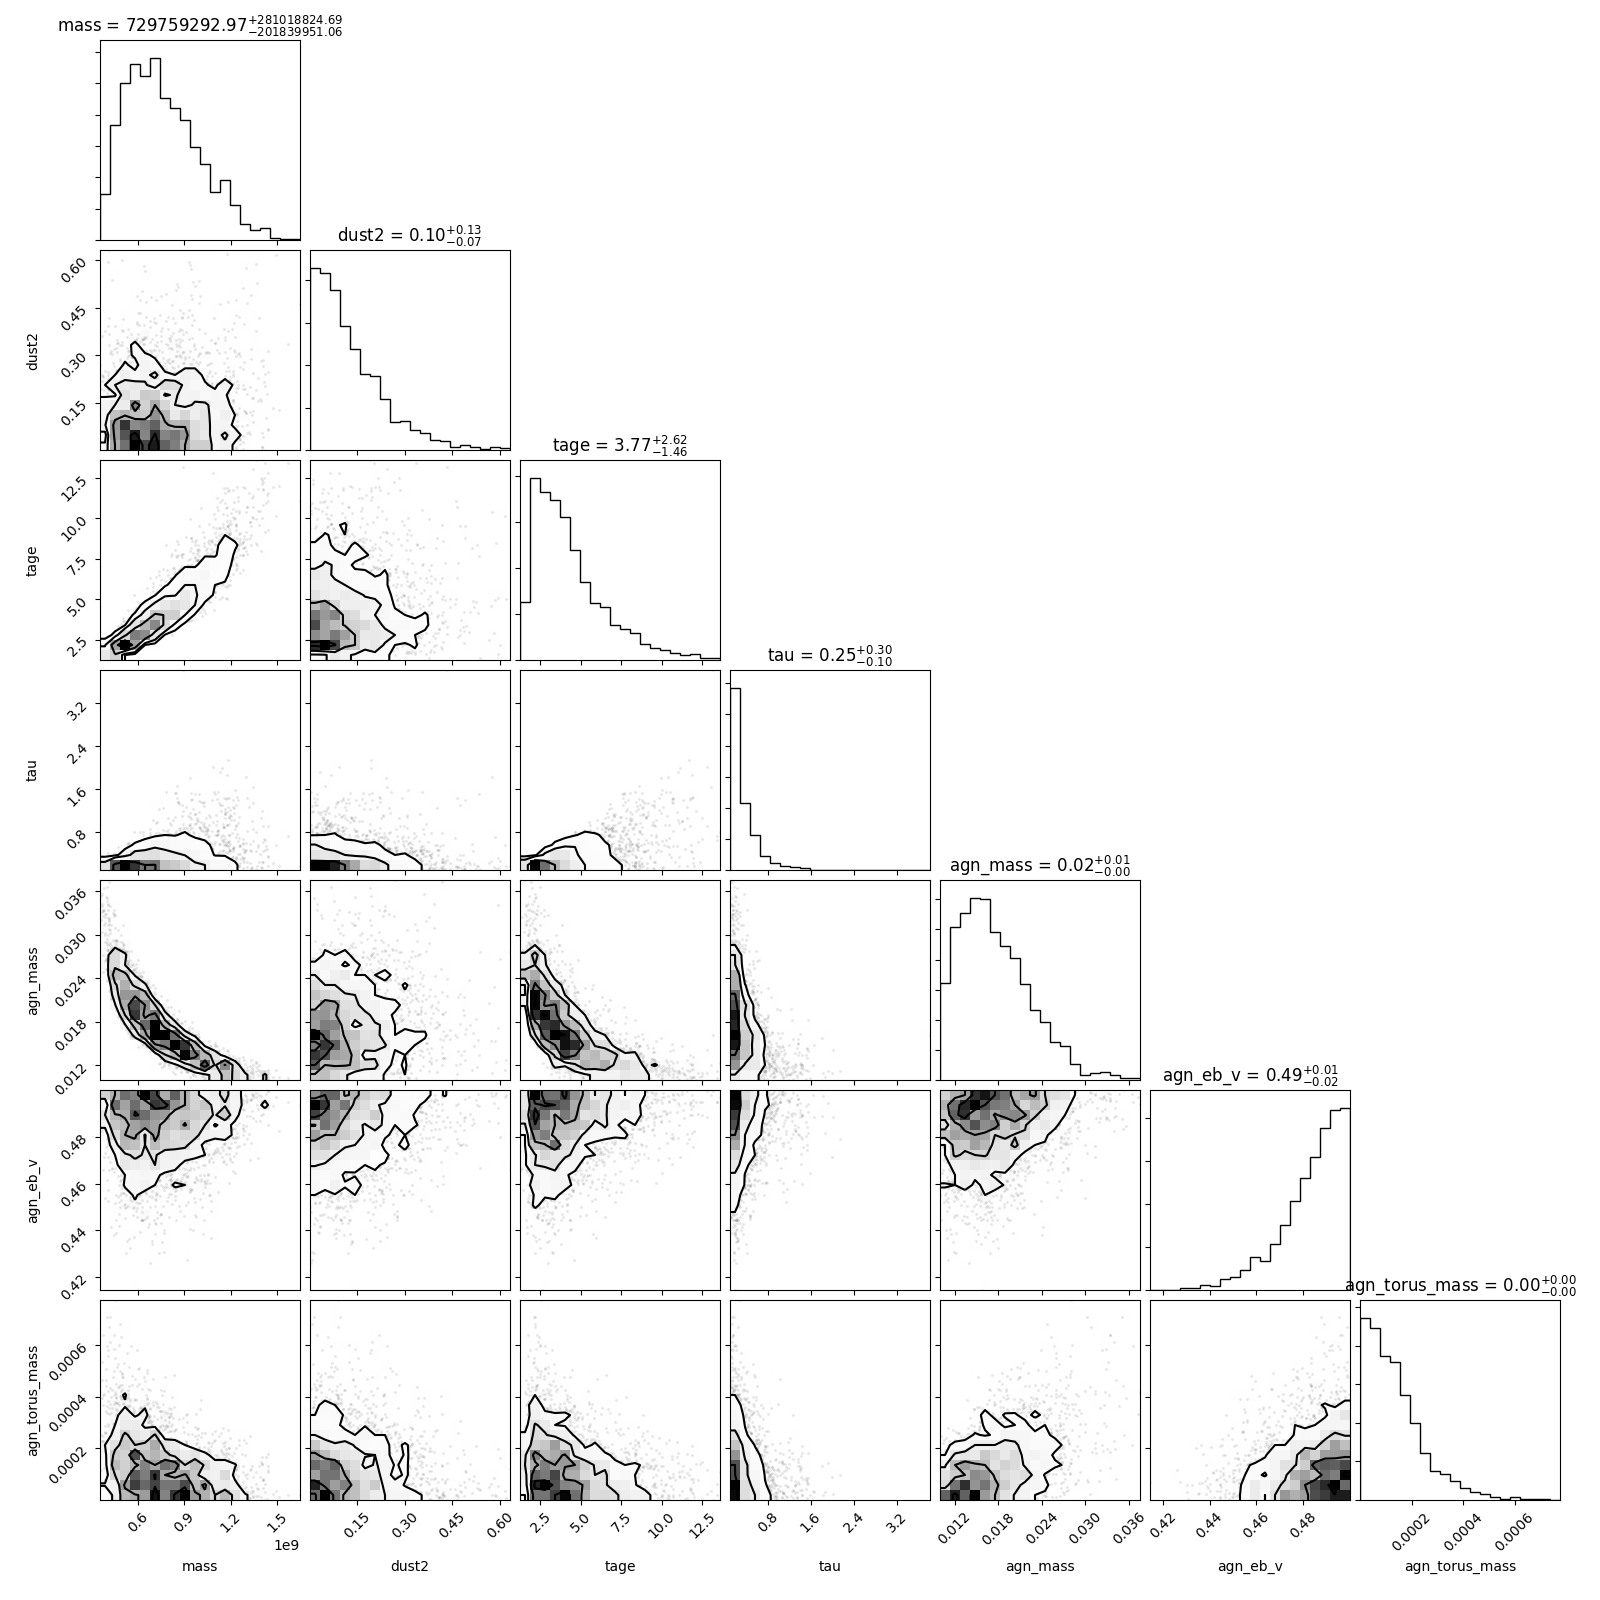 mass = 729759292.97+281018824.69 −201839951.06
dust2 = 0.10+0.13 −0.07
0.60
0.45
0.30
0.15
dust2
tage = 3.77+2.62 −1.46
12.5
10.0
7.5
5.0
2.5
tage
tau = 0.25+0.30 −0.10
3.2
2.4
1.6
0.8
tau
agn_mass = 0.02+0.01 −0.00
0.036
0.030
0.024
0.018
0.012
agn_mass
agn_eb_v = 0.49+0.01 −0.02
0.48
0.46
0.44
0.42
agn_eb_v
agn_torus_mass = 0.00+0.00 −0.00
0.0006
0.0004
0.0002
agn_torus_mass
0.6 0.9 1.2 1.5 0.15 0.30 0.45 0.60 2.5 5.0 7.5 10.0 12.5 0.8 1.6 2.4 3.2 0.012 0.018 0.024 0.030 0.036 0.42 0.44 0.46 0.48 0.0002 0.0004 0.0006
1e9
mass dust2 tage tau agn_mass agn_eb_v agn_torus_mass